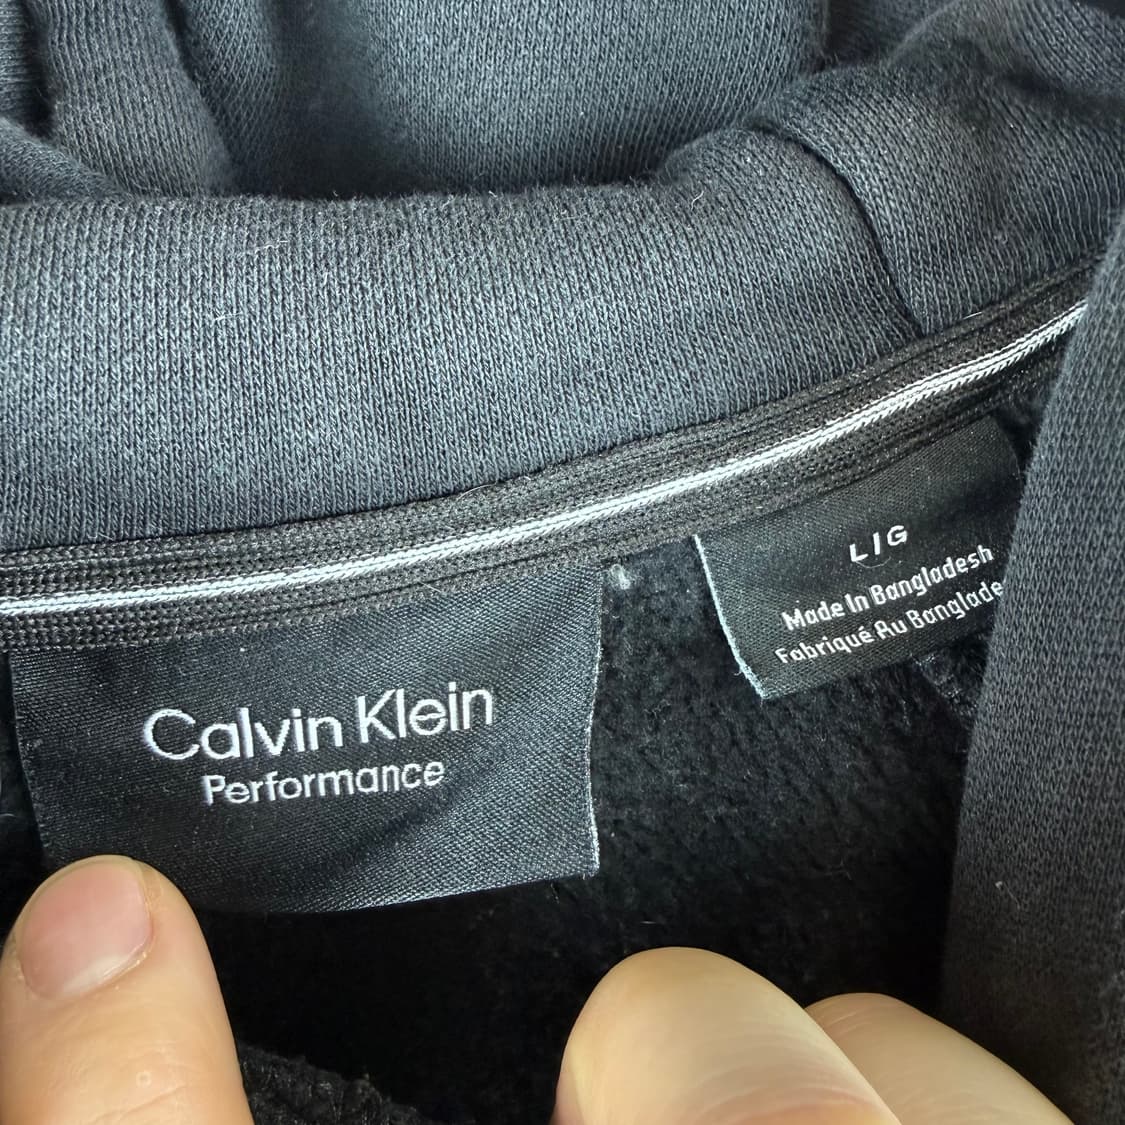 Calvin Klein
Performance
L/G
Made In Bangladesh
Fabriqué Au Banglade